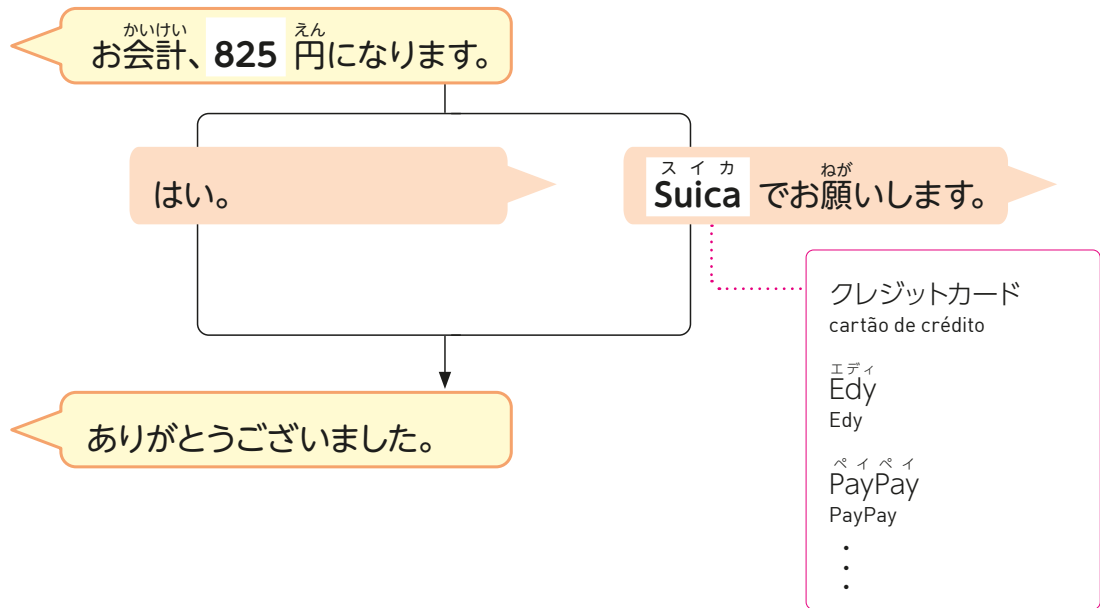 かいけい えん
お会計、 825 円になります。
はい。
スイカ ねが
Suica でお願いします。
クレジットカード
cartão de crédito
エディ
Edy
Edy
ペイペイ
PayPay
PayPay
・
・
・
ありがとうございました。